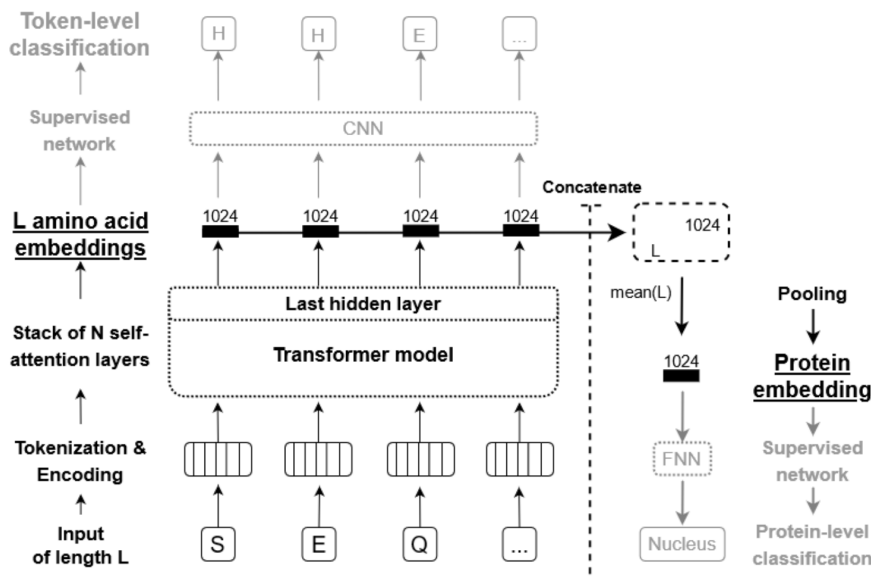 Token-level
classification
H H E ...
Supervised
network
CNN
Concatenate
L amino acid
embeddings
1024 1024 1024 1024
1024
L
Last hidden layer
mean(L)
Pooling
Stack of N self-
attention layers
Transformer model
1024
Protein
embedding
Tokenization &
Encoding
FNN
Supervised
network
Input
of length L
S E Q ...
Nucleus
Protein-level
classification